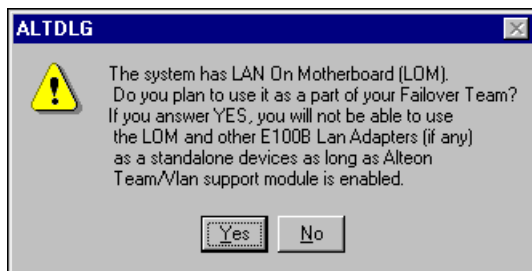 ALTDLG
The system has LAN On Motherboard (LOM).
Do you plan to use it as a part of your Failover Team?
If you answer YES, you will not be able to use
the LOM and other E100B Lan Adapters (if any)
as a standalone devices as long as Alteon
Team/Vlan support module is enabled.
Yes No